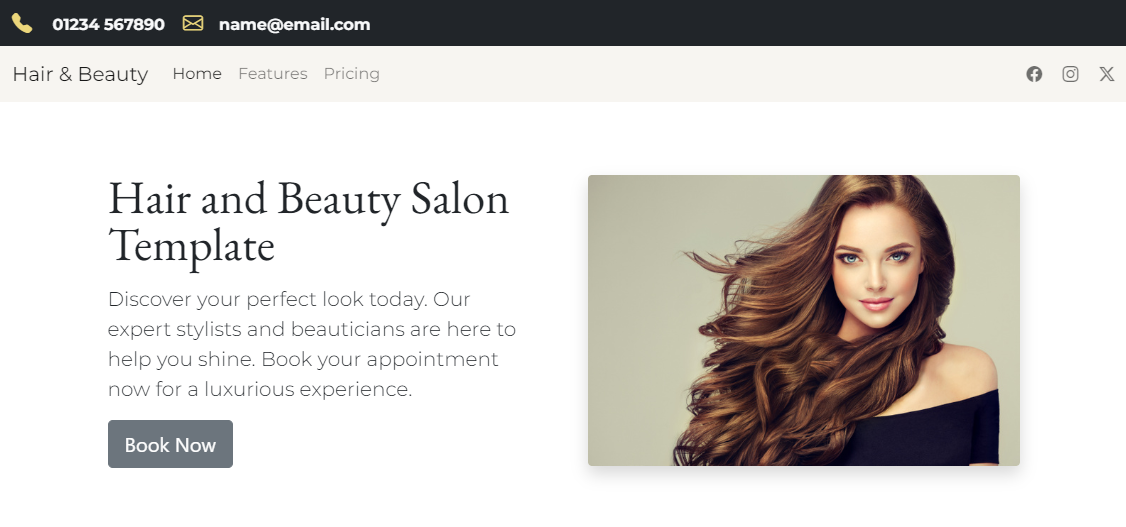 01234 567890 name@email.com
Hair & Beauty Home Features Pricing
Hair and Beauty Salon
Template
Discover your perfect look today. Our
expert stylists and beauticians are here to
help you shine. Book your appointment
now for a luxurious experience.
Book Now